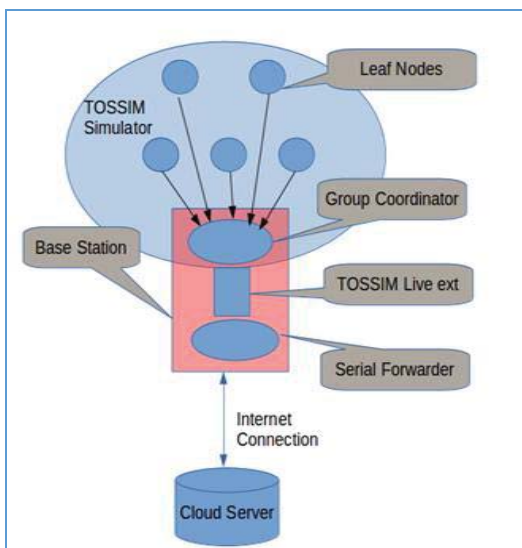 Leaf Nodes
TOSSIM
Simulator
Group Coordinator
Base Station
TOSSIM Live ext
Serial Forwarder
Internet
Connection
Cloud Server